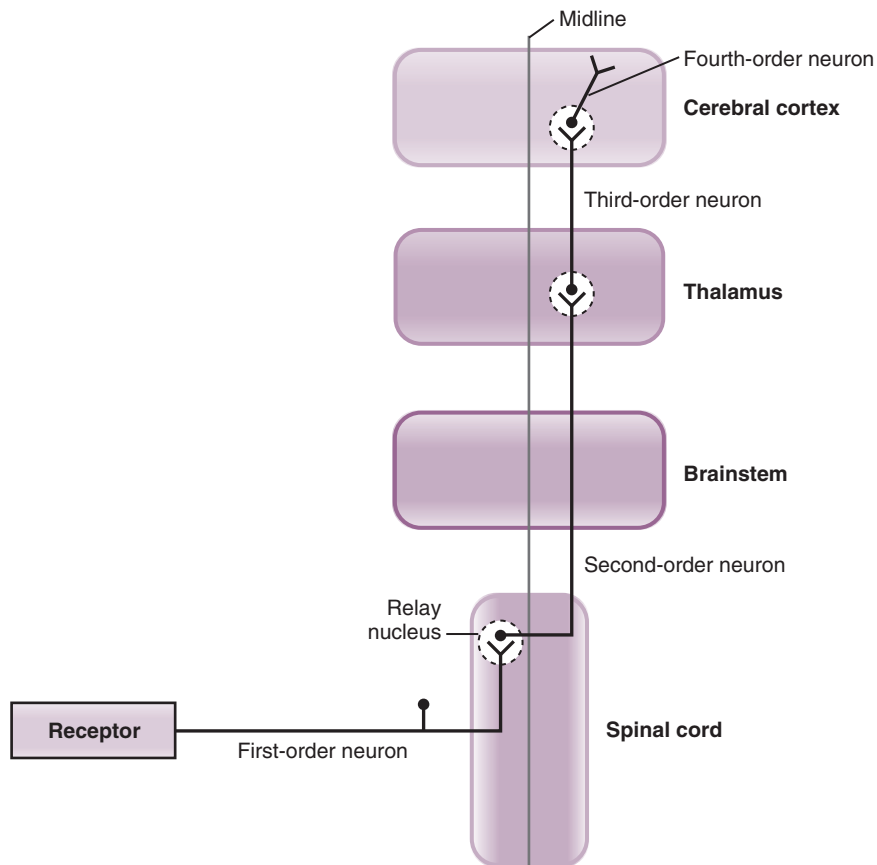 Midline
Fourth-order neuron
Cerebral cortex
Third-order neuron
Thalamus
Brainstem
Second-order neuron
Relay
nucleus
Receptor
First-order neuron
Spinal cord